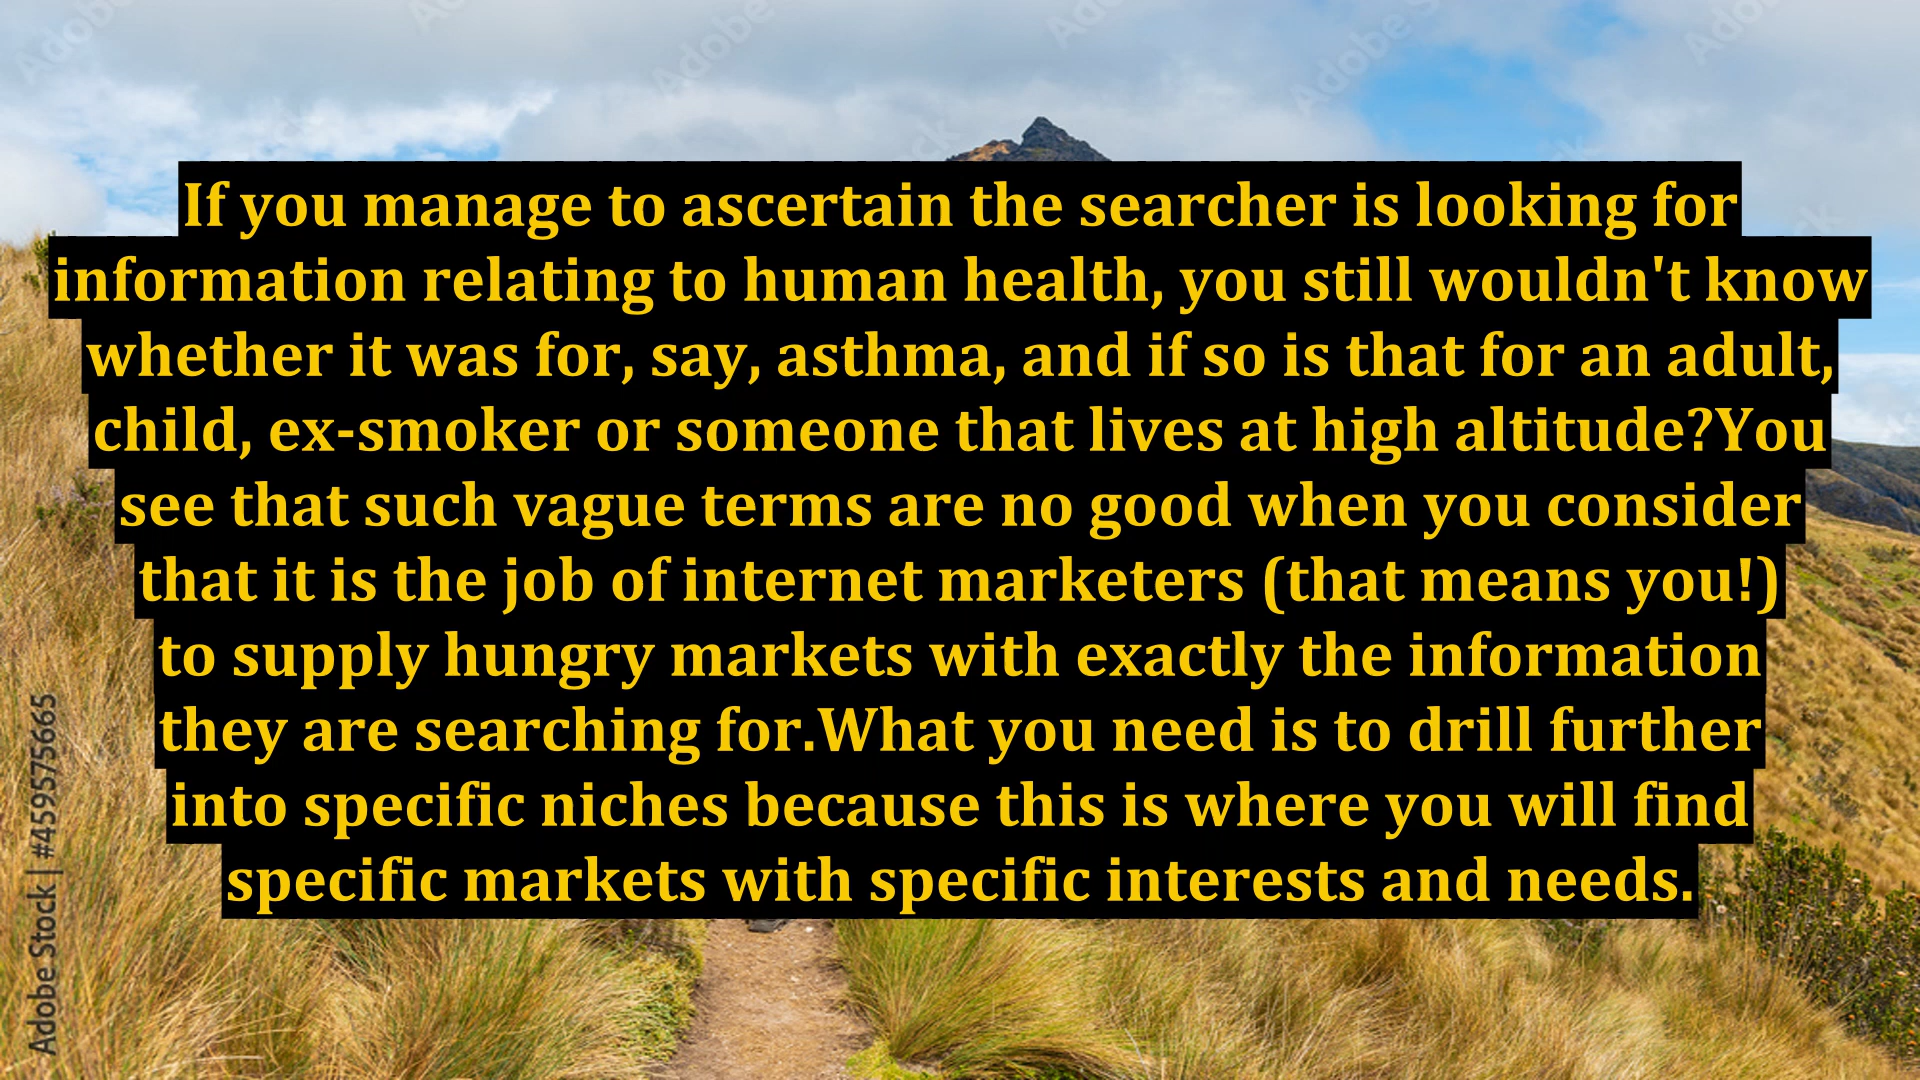 If you manage to ascertain the searcher is looking for
information relating to human health, you still wouldn't know
whether it was for, say, asthma, and if so is that for an adult,
child, ex-smoker or someone that lives at high altitude?You
see that such vague terms are no good when you consider
that it is the job of internet marketers (that means you!)
to supply hungry markets with exactly the information
they are searching for.What you need is to drill further
into specific niches because this is where you will find
specific markets with specific interests and needs.
Adobe Stock | #459575665